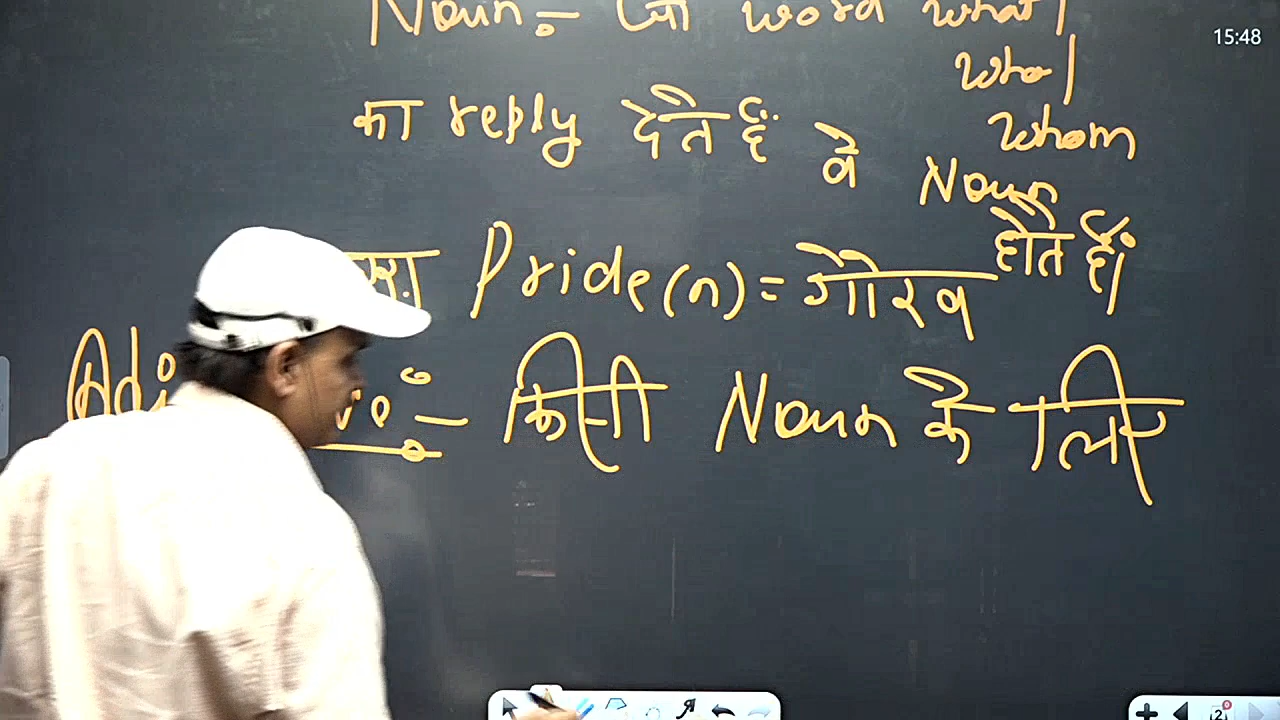 15:48
Noun:- जो word what/
who/
का reply देते हैं whom
वे Noun
होते हैं।
Pride(n) = गौरव
किसी Noun के लिए